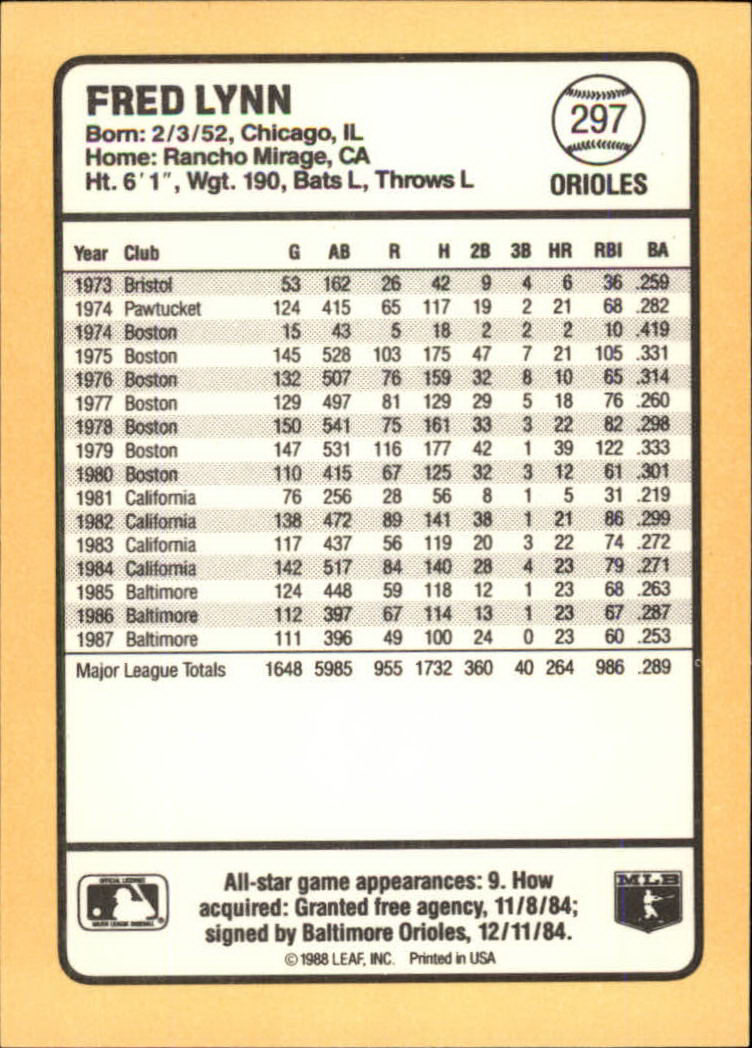 FRED LYNN
Born: 2/3/52, Chicago, IL
Home: Rancho Mirage, CA
Ht. 6'1", Wgt. 190, Bats L, Throws L
297
ORIOLES
Year Club G AB R H 2B 3B HR RBI BA
1973 Bristol 53 162 26 42 9 4 6 36 .259
1974 Pawtucket 124 415 65 117 19 2 21 68 .282
1974 Boston 15 43 5 18 2 2 2 10 .419
1975 Boston 145 528 103 175 47 7 21 105 .331
1976 Boston 132 507 76 159 32 8 10 65 .314
1977 Boston 129 497 81 129 29 5 18 76 .260
1978 Boston 150 541 75 161 33 3 22 82 .298
1979 Boston 147 531 116 177 42 1 39 122 .333
1980 Boston 110 415 67 125 32 3 12 61 .301
1981 California 76 256 28 56 8 1 5 31 .219
1982 California 138 472 89 141 38 1 21 86 .299
1983 California 117 437 56 119 20 3 22 74 .272
1984 California 142 517 84 140 28 4 23 79 .271
1985 Baltimore 124 448 59 118 12 1 23 68 .263
1986 Baltimore 112 397 67 114 13 1 23 67 .287
1987 Baltimore 111 396 49 100 24 0 23 60 .253
Major League Totals 1648 5985 955 1732 360 40 264 986 .289
OFFICIAL LICENSEE
MAJOR LEAGUE BASEBALL
®
All-star game appearances: 9. How
acquired: Granted free agency, 11/8/84;
signed by Baltimore Orioles, 12/11/84.
©1988 LEAF, INC. Printed in USA
MLB